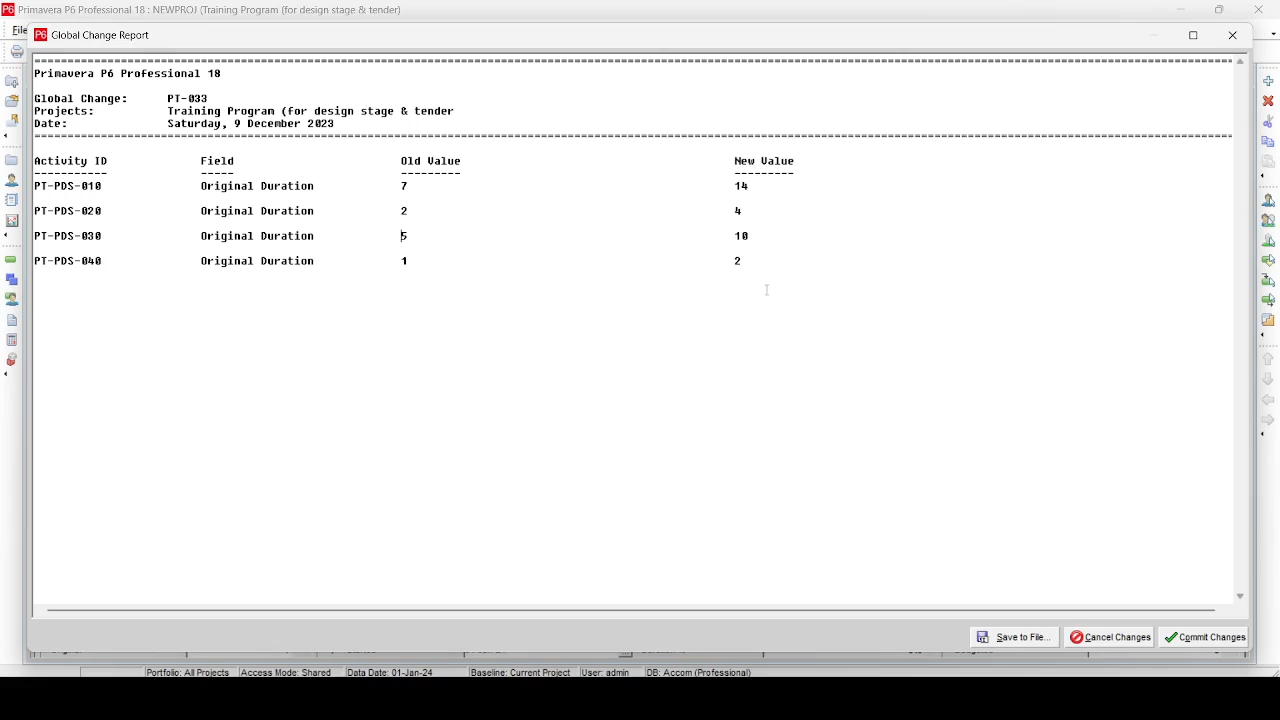 P6 Primavera P6 Professional 18 : NEWPROJ (Training Program (for design stage & tender)
File
P6 Global Change Report
Primavera P6 Professional 18
Global Change: PT-033
Projects: Training Program (for design stage & tender
Date: Saturday, 9 December 2023
Activity ID Field Old Value New Value
PT-PDS-010 Original Duration 7 14
PT-PDS-020 Original Duration 2 4
PT-PDS-030 Original Duration 5 10
PT-PDS-040 Original Duration 1 2
Save to File... Cancel Changes Commit Changes
Portfolio: All Projects Access Mode: Shared Data Date: 01-Jan-24 Baseline: Current Project User: admin DB: Accom (Professional)